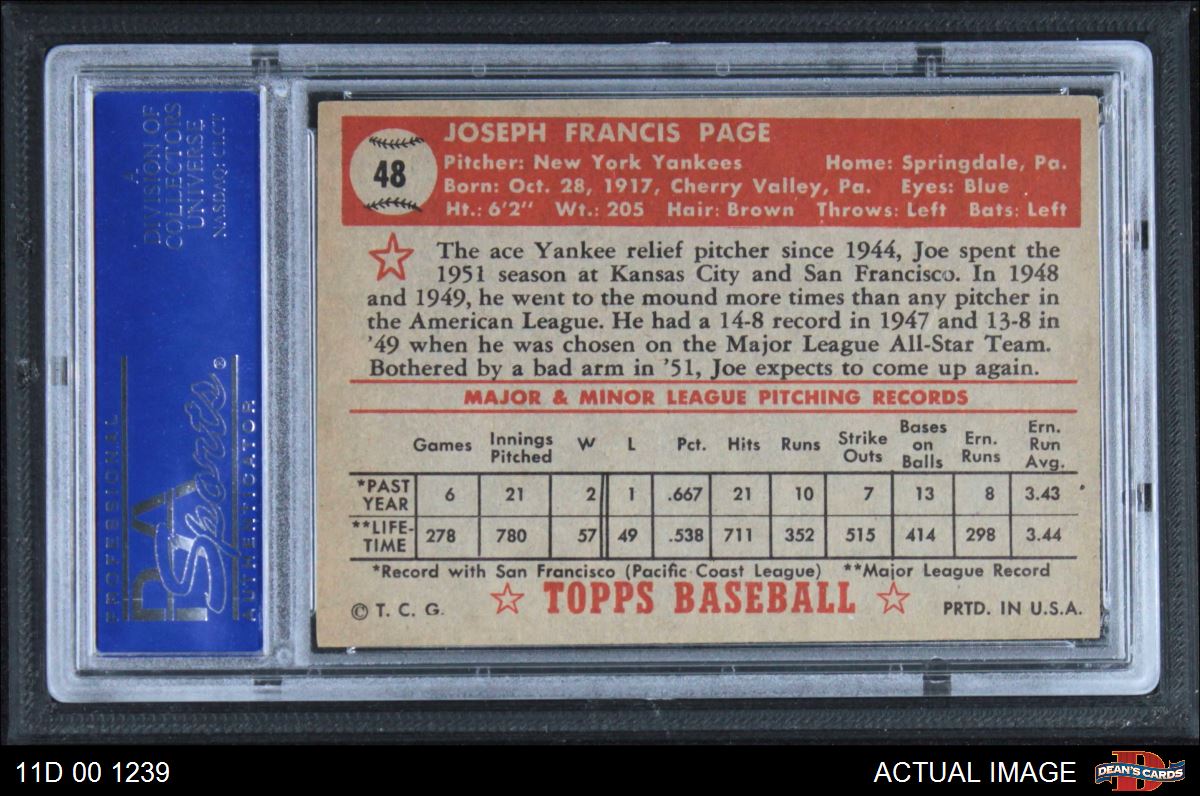 A
DIVISION OF
COLLECTORS
UNIVERSE
NASDAQ: CLCT
PROFESSIONAL
PSA
Sports®
AUTHENTICATOR
48
JOSEPH FRANCIS PAGE
Pitcher: New York Yankees Home: Springdale, Pa.
Born: Oct. 28, 1917, Cherry Valley, Pa. Eyes: Blue
Ht.: 6'2" Wt.: 205 Hair: Brown Throws: Left Bats: Left
The ace Yankee relief pitcher since 1944, Joe spent the
1951 season at Kansas City and San Francisco. In 1948
and 1949, he went to the mound more times than any pitcher in
the American League. He had a 14-8 record in 1947 and 13-8 in
'49 when he was chosen on the Major League All-Star Team.
Bothered by a bad arm in '51, Joe expects to come up again.
MAJOR & MINOR LEAGUE PITCHING RECORDS
Games Innings Pitched W L Pct. Hits Runs Strike Outs Bases on Balls Ern. Runs Ern. Run Avg.
*PAST YEAR 6 21 2 1 .667 21 10 7 13 8 3.43
**LIFE-TIME 278 780 57 49 .538 711 352 515 414 298 3.44
*Record with San Francisco (Pacific Coast League) **Major League Record
© T. C. G. TOPPS BASEBALL PRTD. IN U.S.A.
11D 00 1239
ACTUAL IMAGE
D
DEAN'S CARDS